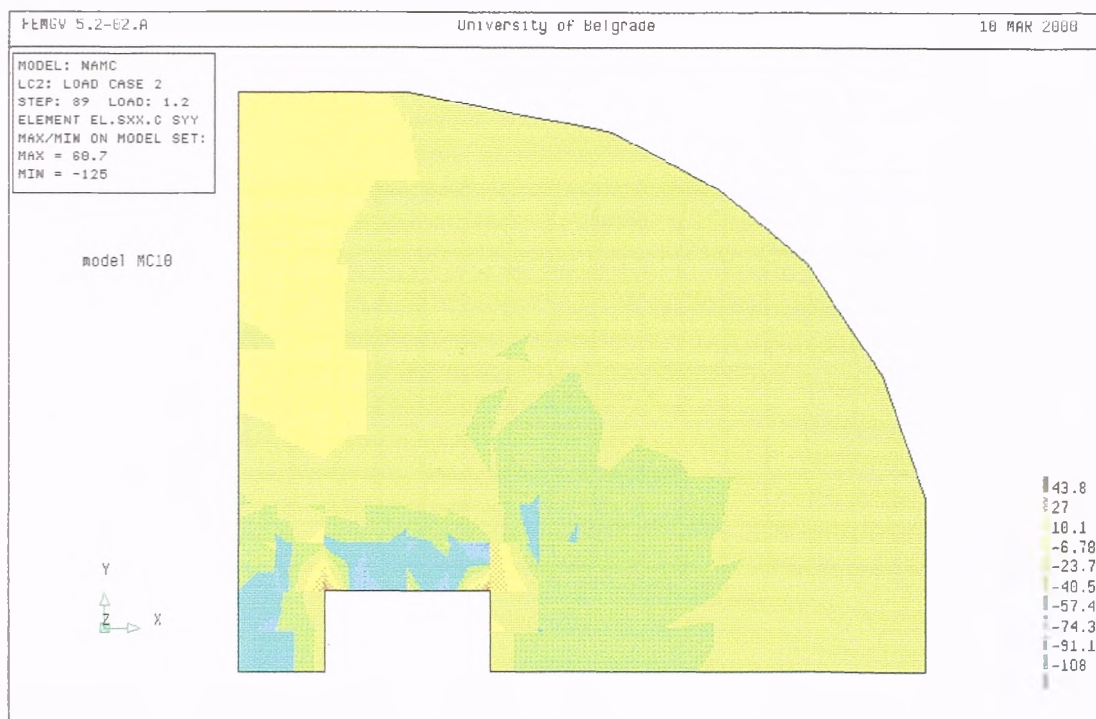 FEMGV 5.2-02.A
University of Belgrade
10 MAR 2000
MODEL: NAMC
LC2: LOAD CASE 2
STEP: 89 LOAD: 1.2
ELEMENT EL.SXX.C SYY
MAX/MIN ON MODEL SET:
MAX = 60.7
MIN = -125
model MC10
43.8
27
10.1
-6.78
-23.7
-40.5
-57.4
-74.3
-91.1
-108
Y
Z X